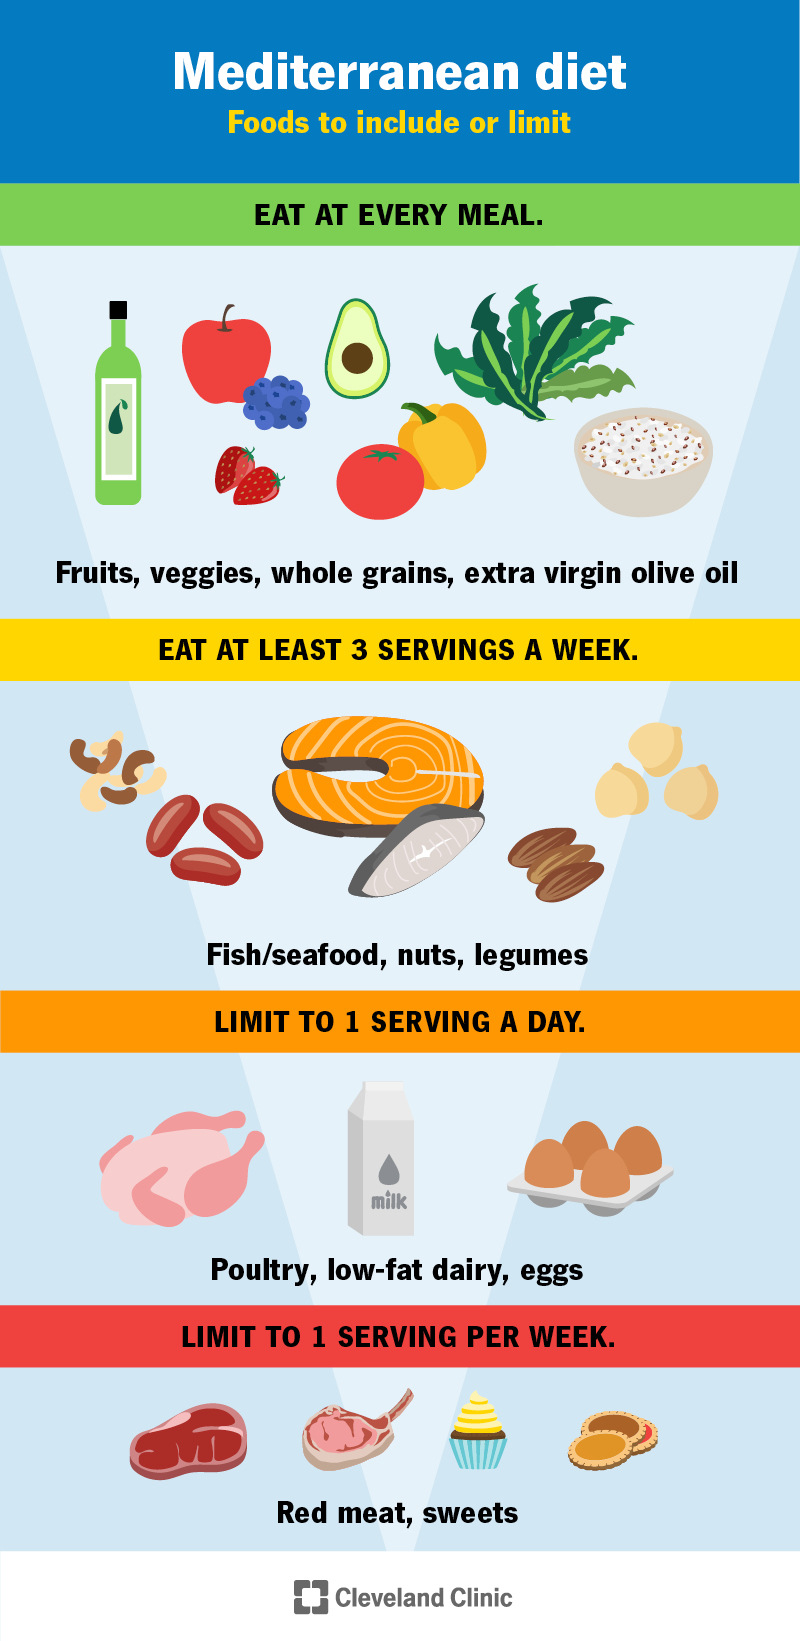 Mediterranean diet
Foods to include or limit
EAT AT EVERY MEAL.
Fruits, veggies, whole grains, extra virgin olive oil
EAT AT LEAST 3 SERVINGS A WEEK.
Fish/seafood, nuts, legumes
LIMIT TO 1 SERVING A DAY.
milk
Poultry, low-fat dairy, eggs
LIMIT TO 1 SERVING PER WEEK.
Red meat, sweets
Cleveland Clinic